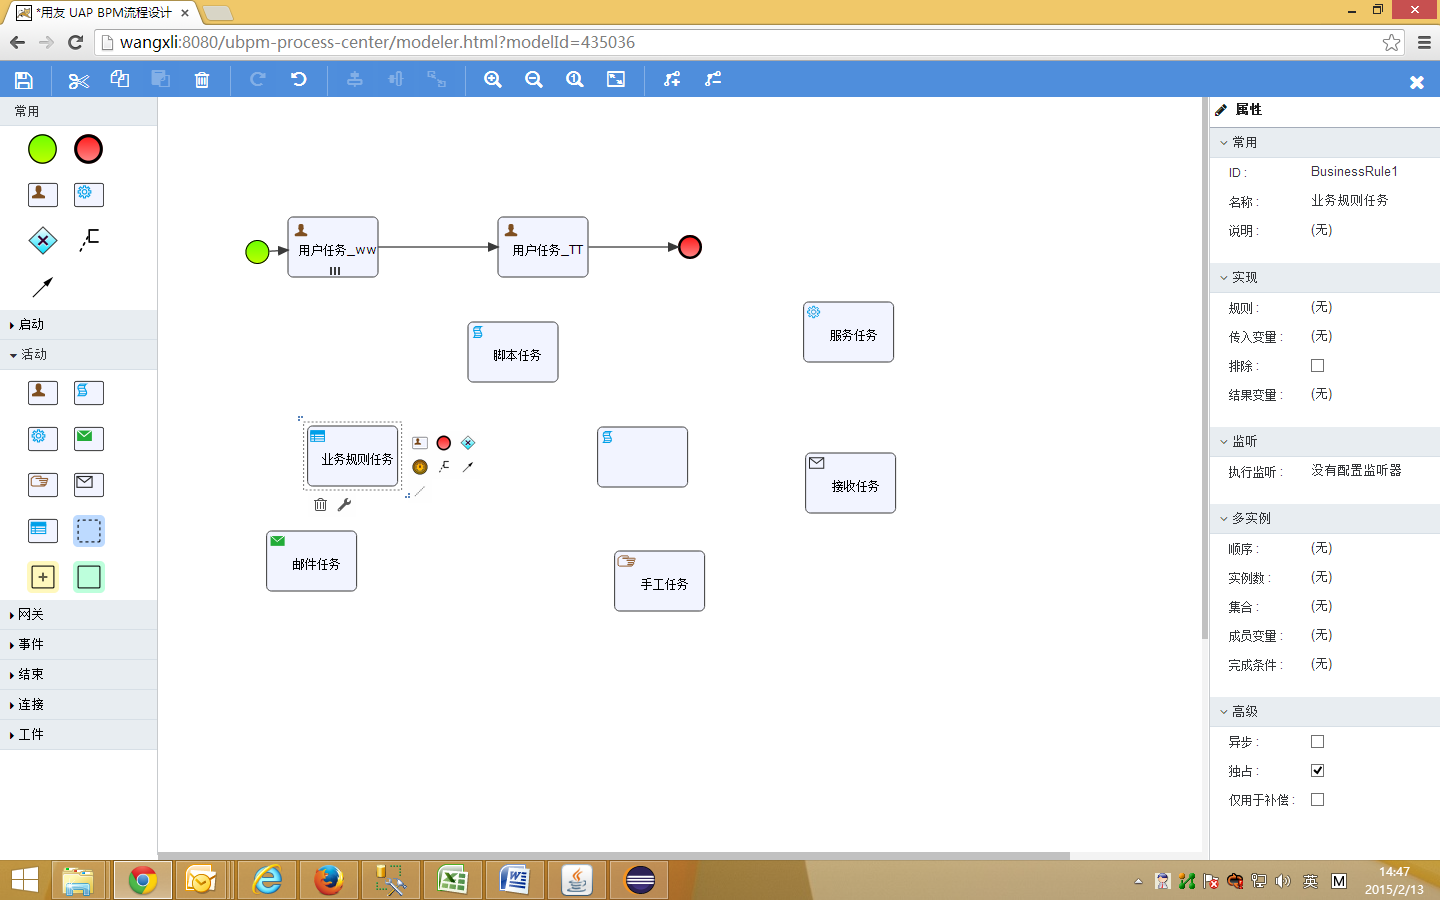 *用友 UAP BPM流程设计
wangxli:8080/ubpm-process-center/modeler.html?modelId=435036
常用
启动
活动
网关
事件
结束
连接
工件
用户任务_ww
用户任务_TT
脚本任务
服务任务
业务规则任务
接收任务
邮件任务
手工任务
属性
常用
ID : BusinessRule1
名称 : 业务规则任务
说明 : (无)
实现
规则 : (无)
传入变量 : (无)
排除 :
结果变量 : (无)
监听
执行监听 : 没有配置监听器
多实例
顺序 : (无)
实例数 : (无)
集合 : (无)
成员变量 : (无)
完成条件 : (无)
高级
异步 :
独占 :
仅用于补偿 :
英
M
14:47
2015/2/13